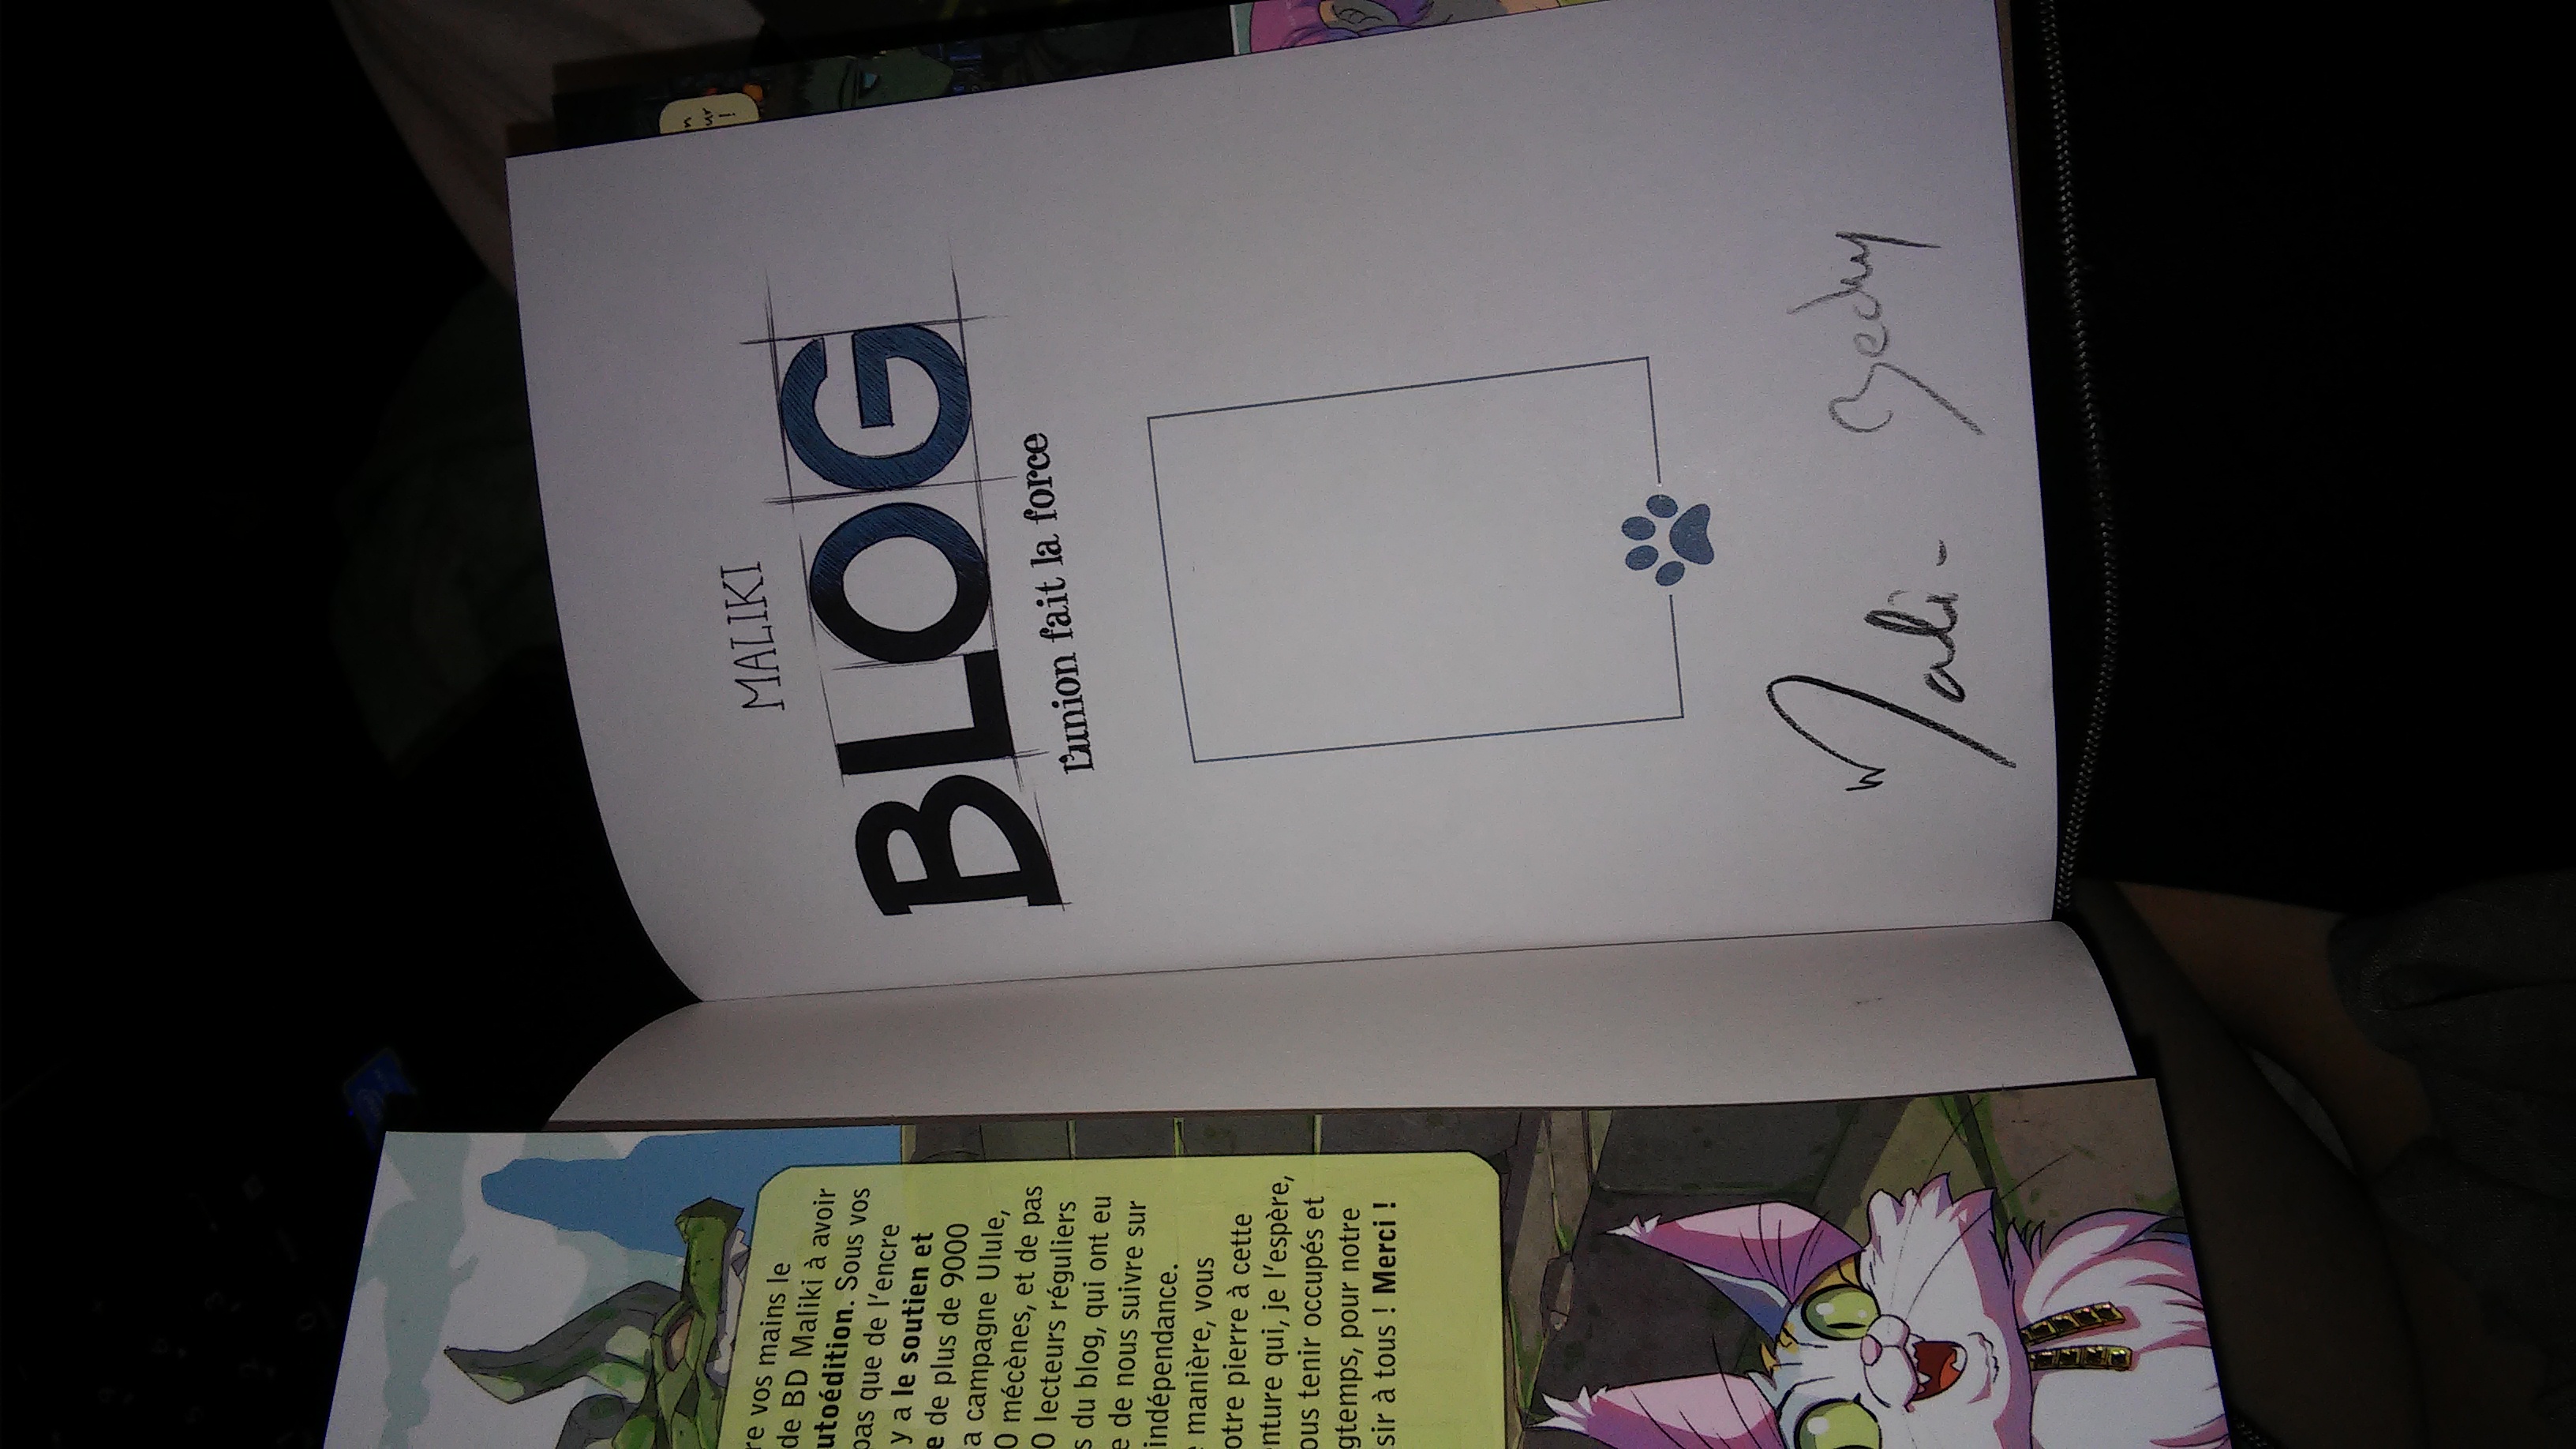 MALIKI
BLOG
L'union fait la force
Mali-
Becky
re vos mains le
de BD Maliki à avoir
utoédition. Sous vos
pas que de l'encre
y a le soutien et
e de plus de 9000
a campagne Ulule,
0 mécènes, et de pas
0 lecteurs réguliers
s du blog, qui ont eu
e de nous suivre sur
indépendance.
manière, vous
otre pierre à cette
nture qui, je l'espère,
ous tenir occupés et
gtemps, pour notre
sir à tous ! Merci !